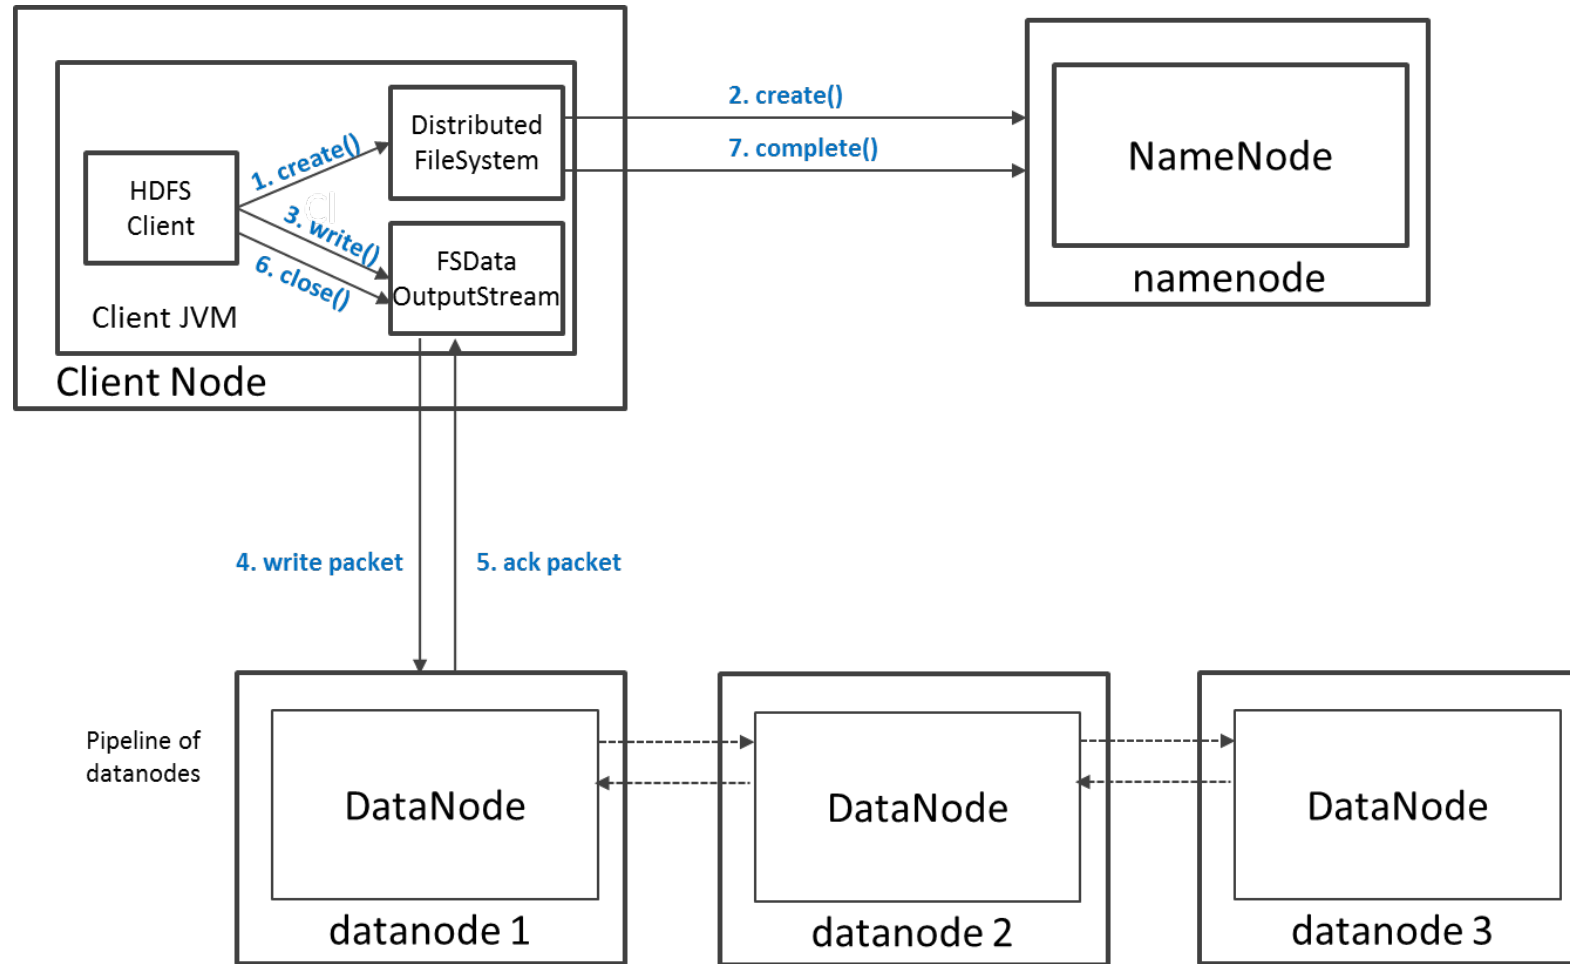 Distributed
FileSystem
2. create()
7. complete()
NameNode
namenode
HDFS
Client
1. create()
Cl
3. write()
6. close()
FSData
OutputStream
Client JVM
Client Node
4. write packet
5. ack packet
Pipeline of
datanodes
DataNode
datanode 1
DataNode
datanode 2
DataNode
datanode 3